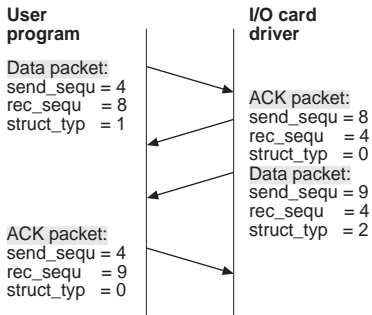 User
program
I/O card
driver
Data packet:
send_sequ = 4
rec_sequ = 8
struct_typ = 1
ACK packet:
send_sequ = 8
rec_sequ = 4
struct_typ = 0
Data packet:
send_sequ = 9
rec_sequ = 4
struct_typ = 2
ACK packet:
send_sequ = 4
rec_sequ = 9
struct_typ = 0